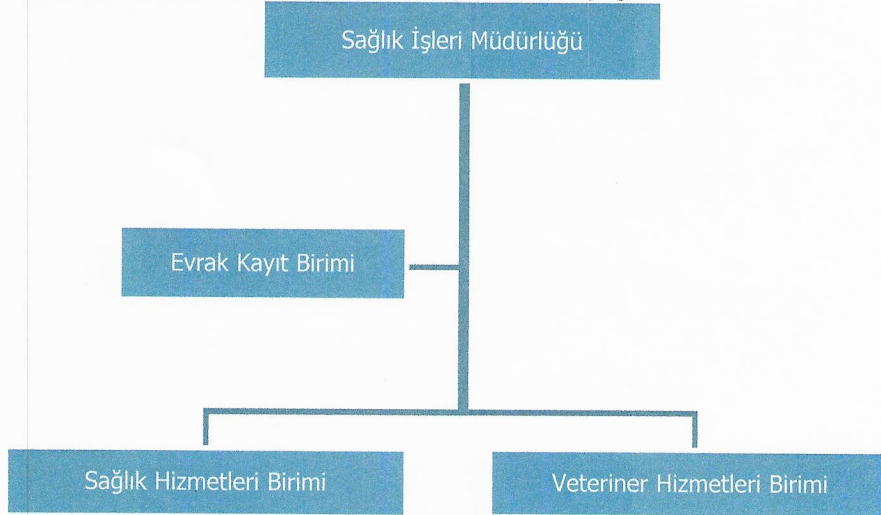 Sağlık İşleri Müdürlüğü
Evrak Kayıt Birimi
Sağlık Hizmetleri Birimi
Veteriner Hizmetleri Birimi